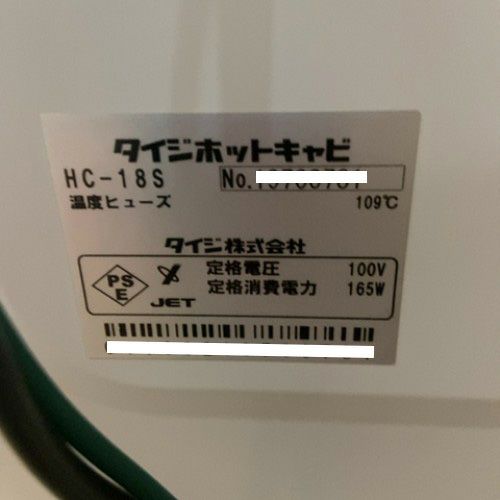 タイジホットキャビ
HC-18S No.
温度ヒューズ 109℃
タイジ株式会社
PS E JET 定格電圧 100V
定格消費電力 165W